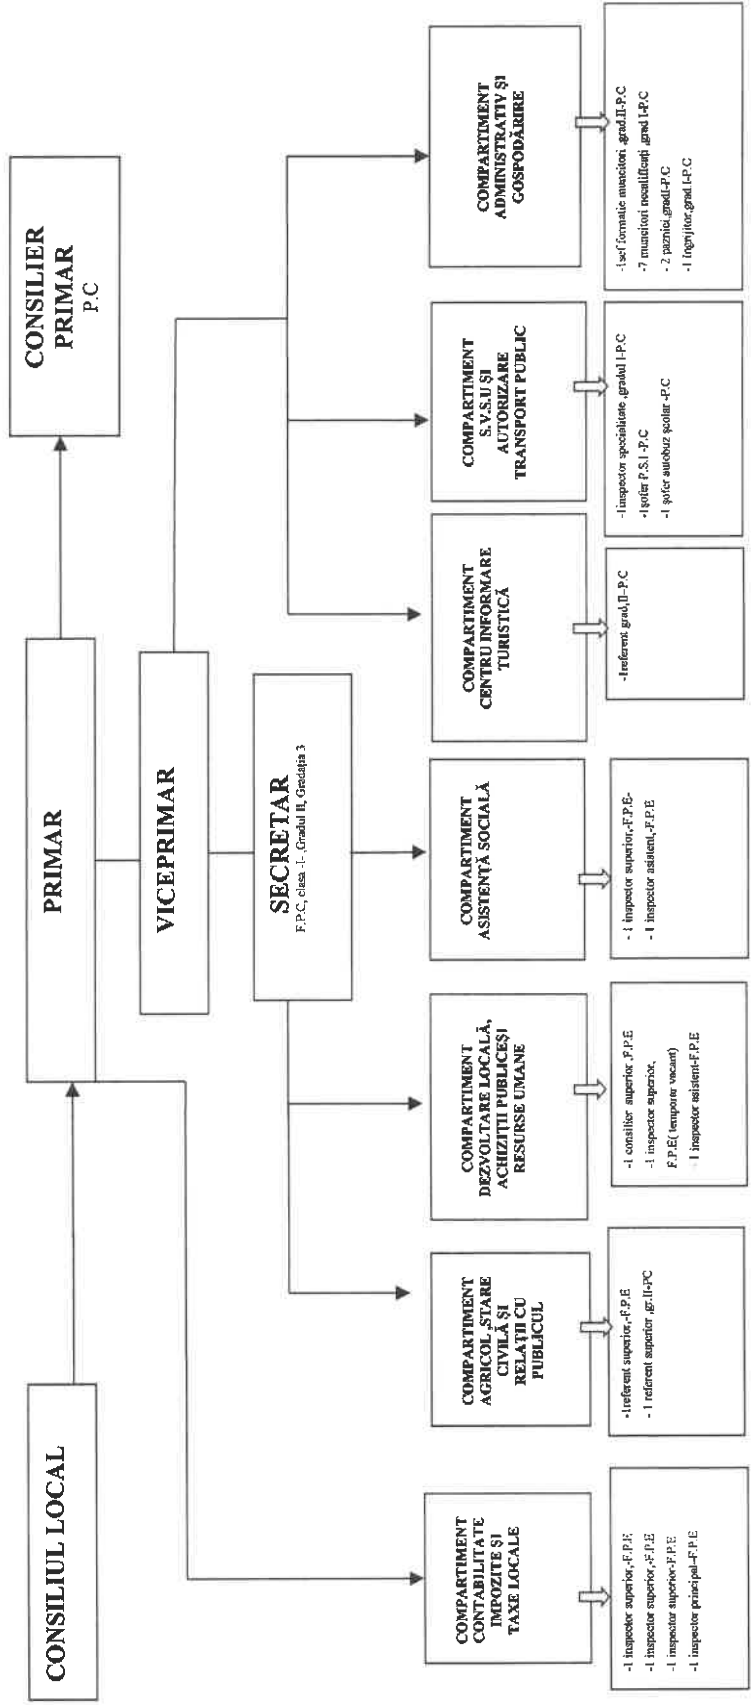 CONSILIUL LOCAL
PRIMAR
CONSILIER
PRIMAR
P.C
VICEPRIMAR
SECRETAR
F.P.C, clasa -I- ,Gradul II, Gradația 3
COMPARTIMENT
CONTABILITATE
IMPOZITE ȘI
TAXE LOCALE
COMPARTIMENT
AGRICOL ,STARE
CIVILĂ ȘI
RELAȚII CU
PUBLICUL
COMPARTIMENT
DEZVOLTARE LOCALĂ,
ACHIZIȚII PUBLICEȘI
RESURSE UMANE
COMPARTIMENT
ASISTENȚĂ SOCIALĂ
COMPARTIMENT
CENTRU INFORMARE
TURISTICĂ
COMPARTIMENT
S.V.S.U ȘI
AUTORIZARE
TRANSPORT PUBLIC
COMPARTIMENT
ADMINISTRATIV ȘI
GOSPODĂRIRE
-1 inspector superior,-F.P.E
-1 inspector superior,-F.P.E
-1 inspector superior-F.P.E
-1 inspector principal-F.P.E
-1referent superior,-F.P.E
- 1 referent superior ,gr.II-PC
-1 consilier superior ,F.P.E
-1 inspector superior,
F.P.E( temporar vacant)
- 1 inspector asistent-F.P.E
- 1 inspector superior,-F.P.E-
- 1 inspector asistent,-F.P.E
-1referent grad,II-P.C
-1 inspector specialitate ,gradul I-P.C
-1șofer P.S.I -P.C
-1 șofer autobuz școlar -P.C
-1șef formatie muncitori ,grad.II-P.C
-7 muncitori necalificați ,grad I-P.C
- 2 paznici,gradI-P.C
-1 îngrijitor,grad.I-P.C